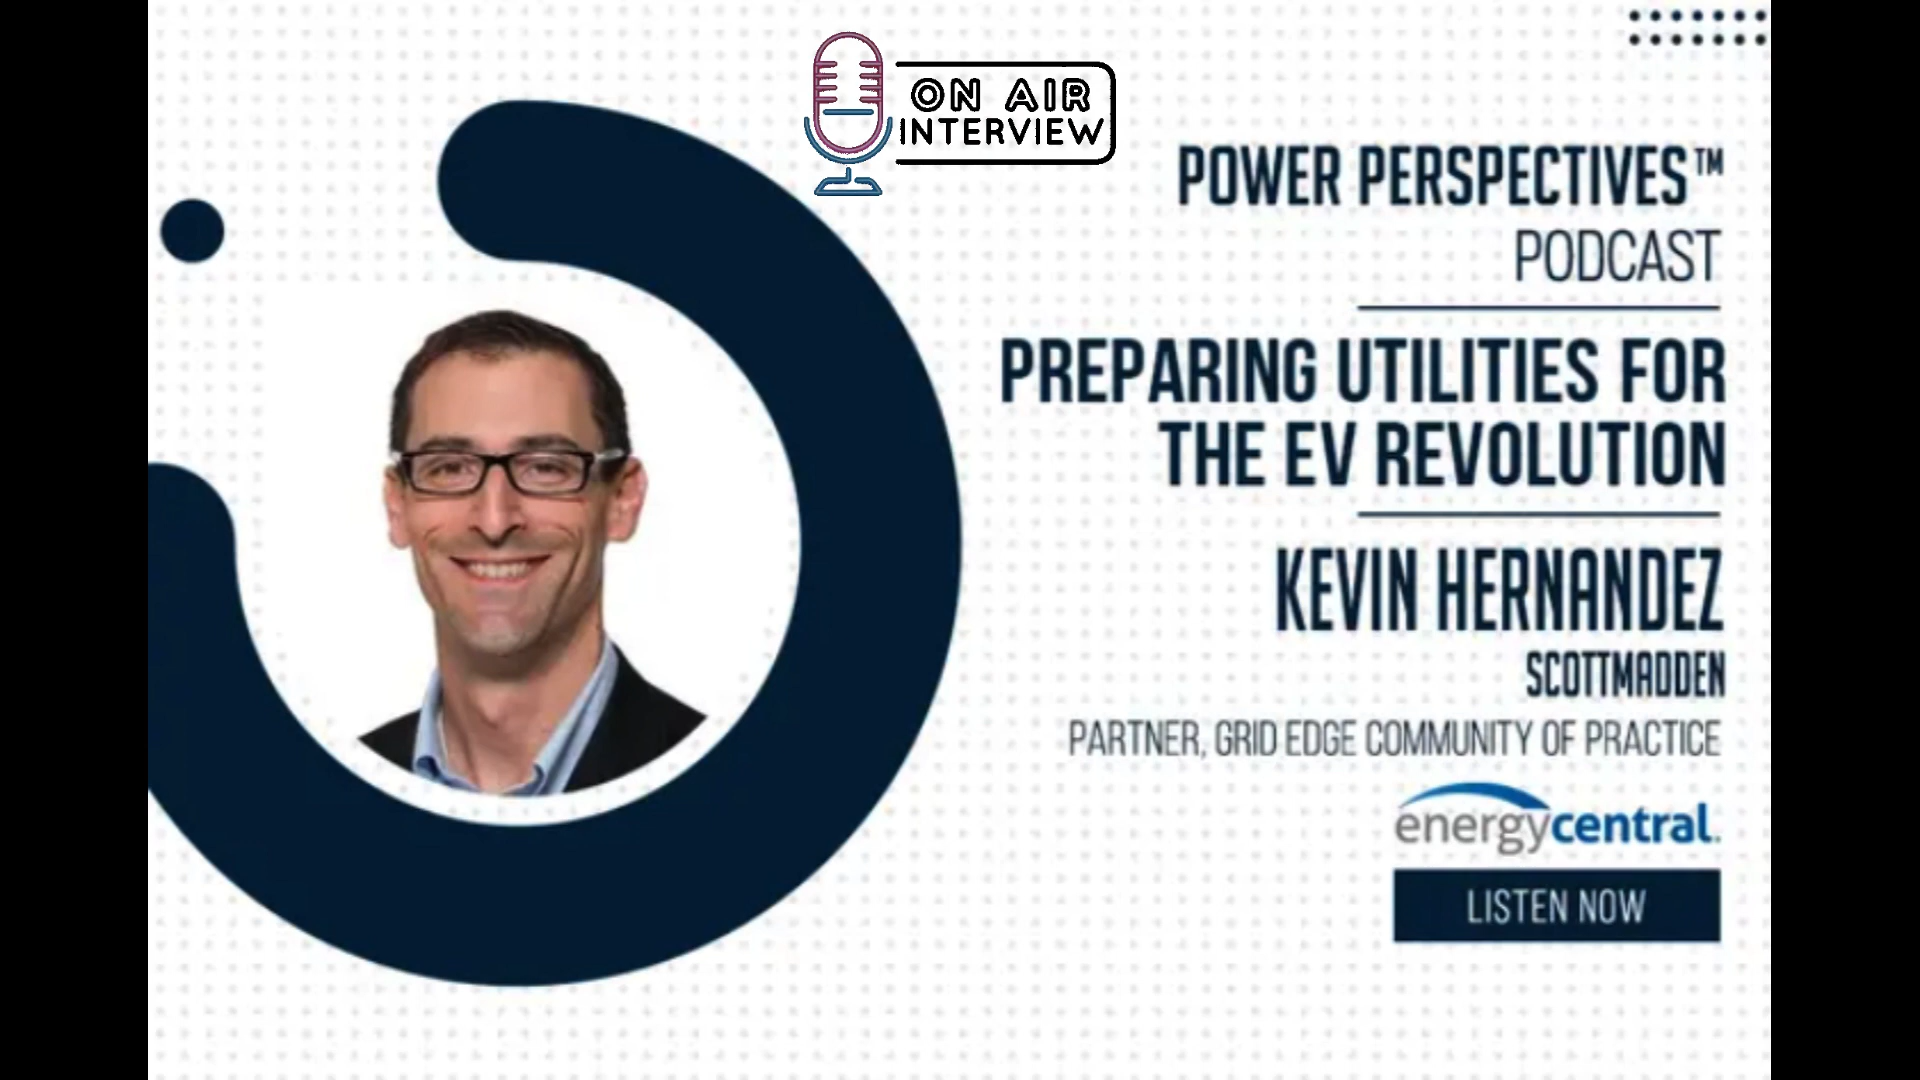 ON AIR
INTERVIEW
POWER PERSPECTIVES™
PODCAST
PREPARING UTILITIES FOR
THE EV REVOLUTION
KEVIN HERNANDEZ
SCOTTMADDEN
PARTNER, GRID EDGE COMMUNITY OF PRACTICE
energycentral.
LISTEN NOW